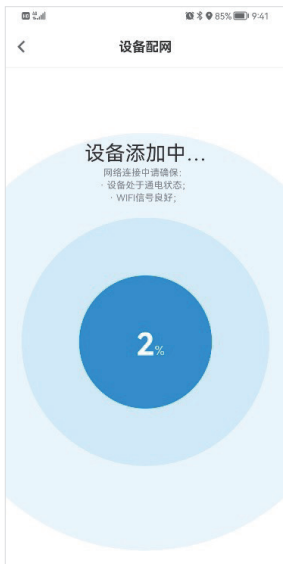 85% 9:41
设备配网
设备添加中...
网络连接中请确保:
· 设备处于通电状态;
· WIFI信号良好;
2%